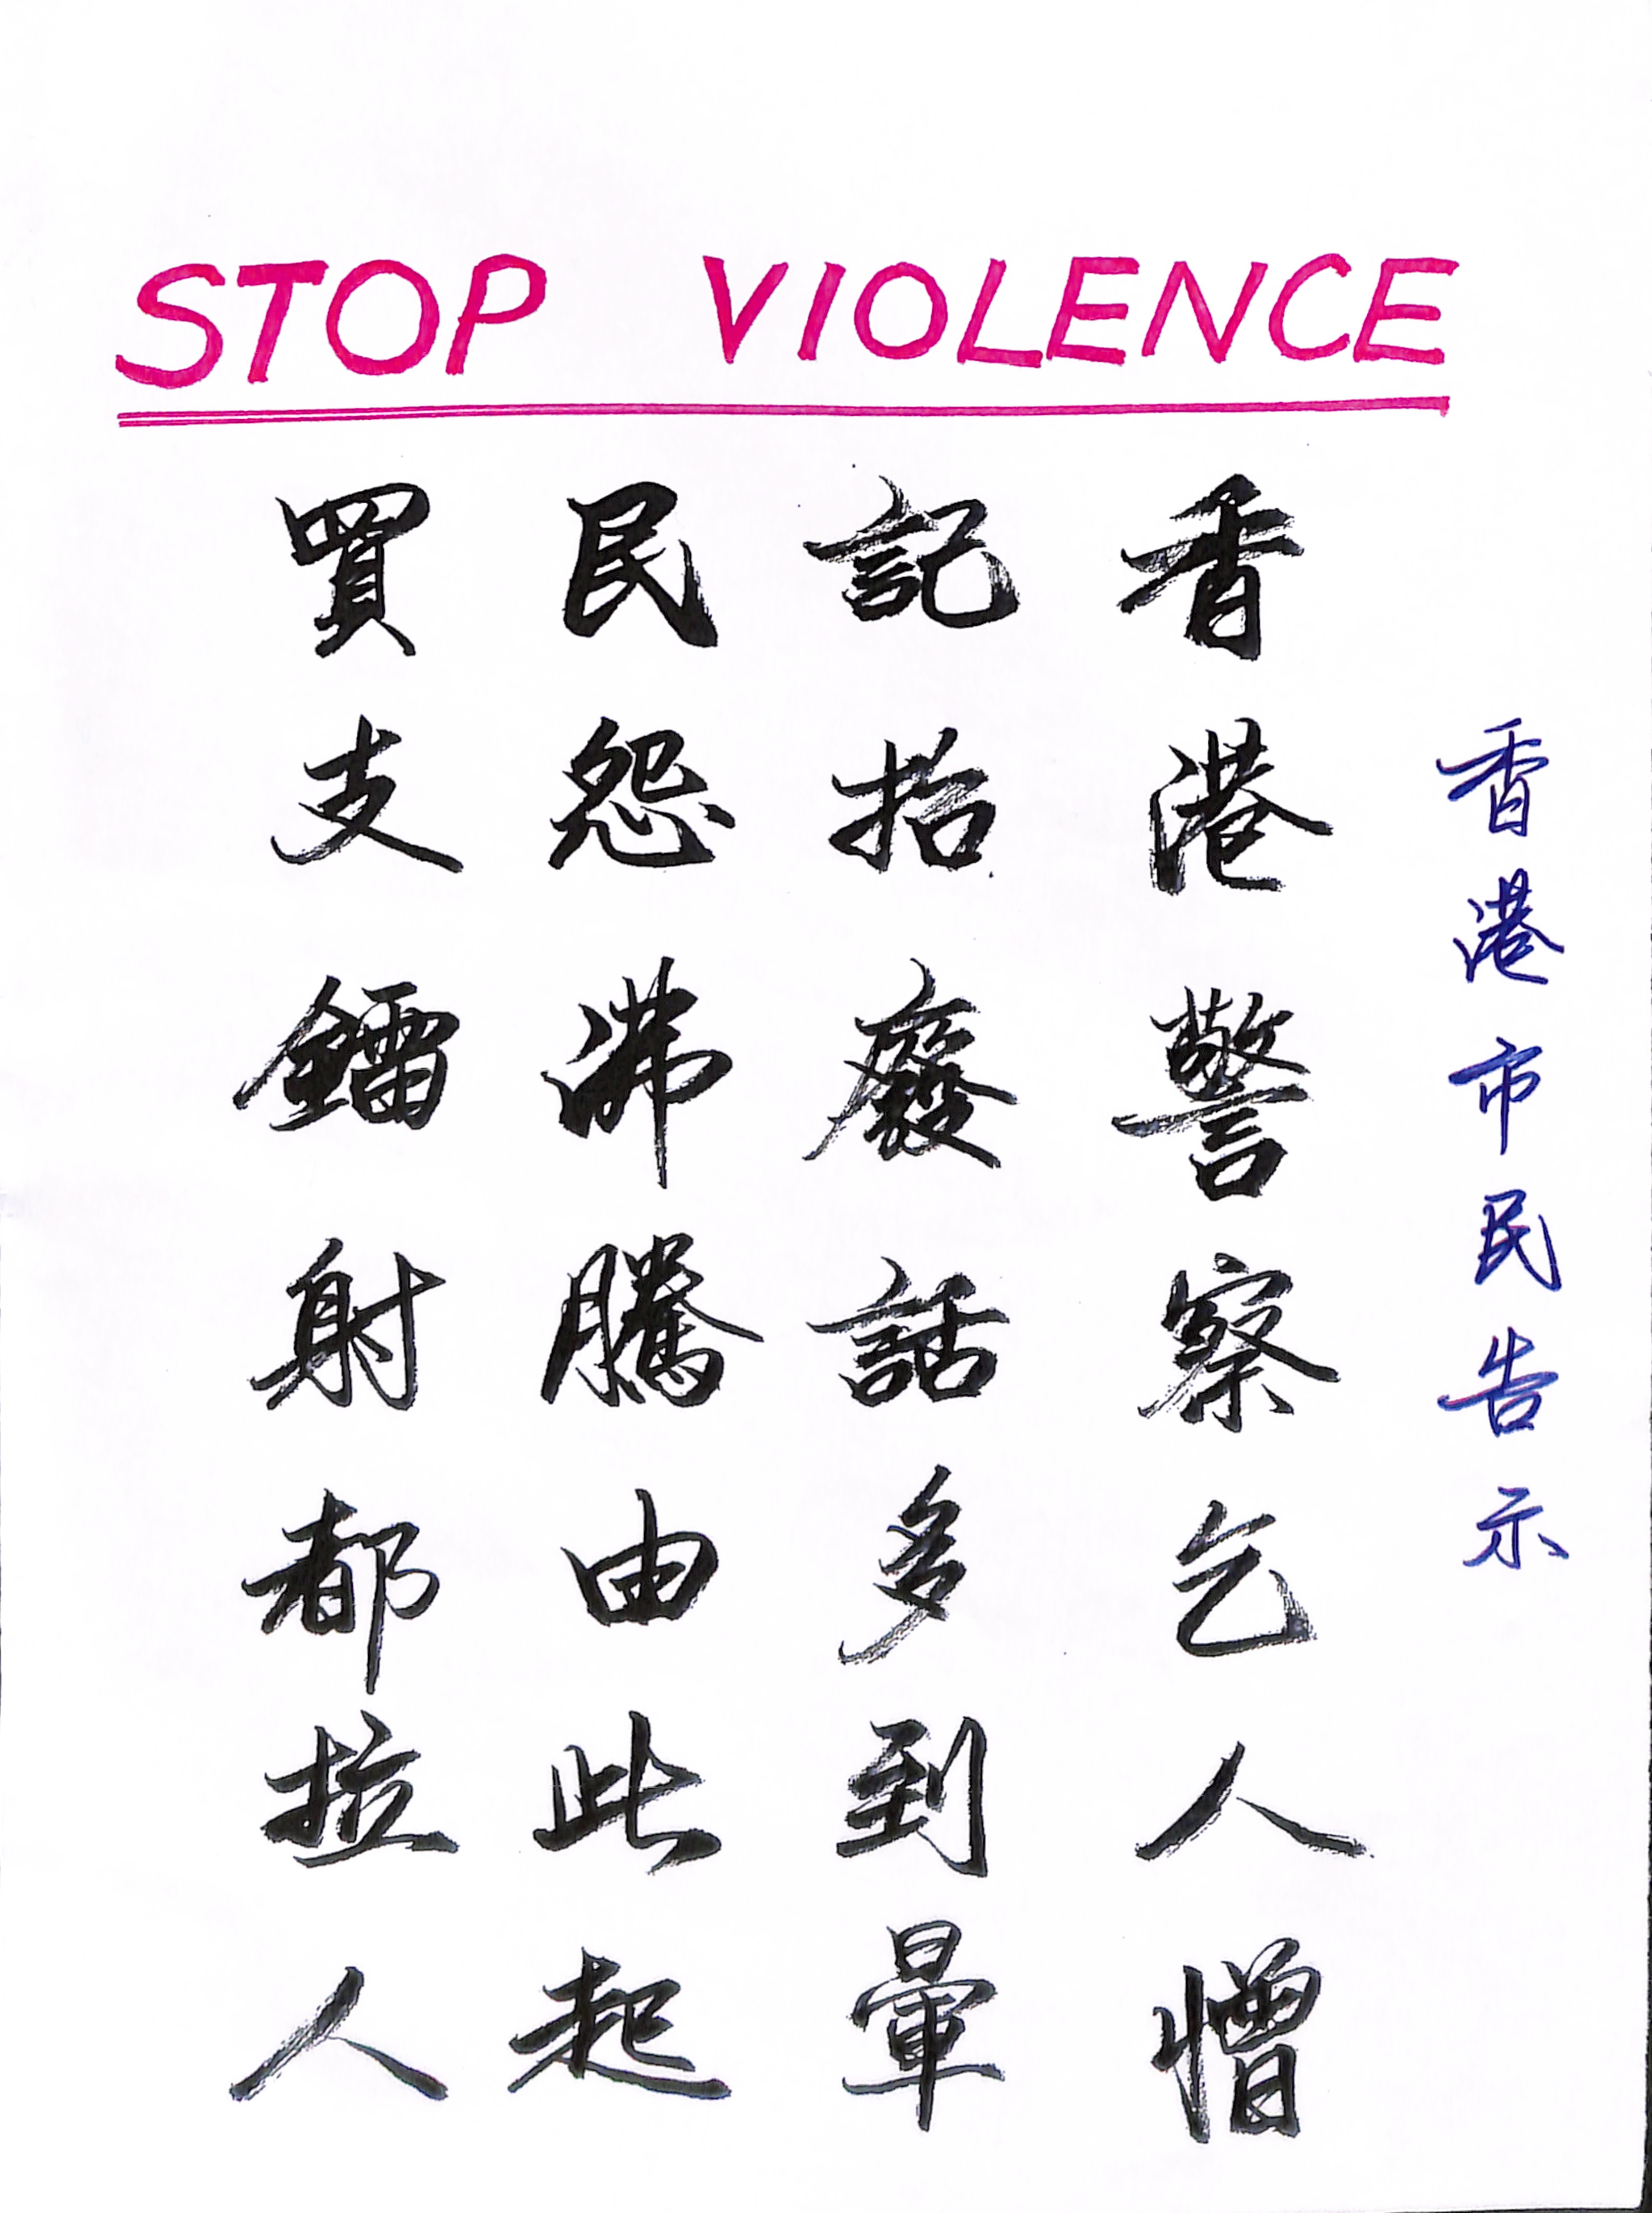 STOP VIOLENCE
香港市民告示
香港警察乞人憎
記招廢話多到暈
民怨沸騰由此起
買支鐳射都拉人